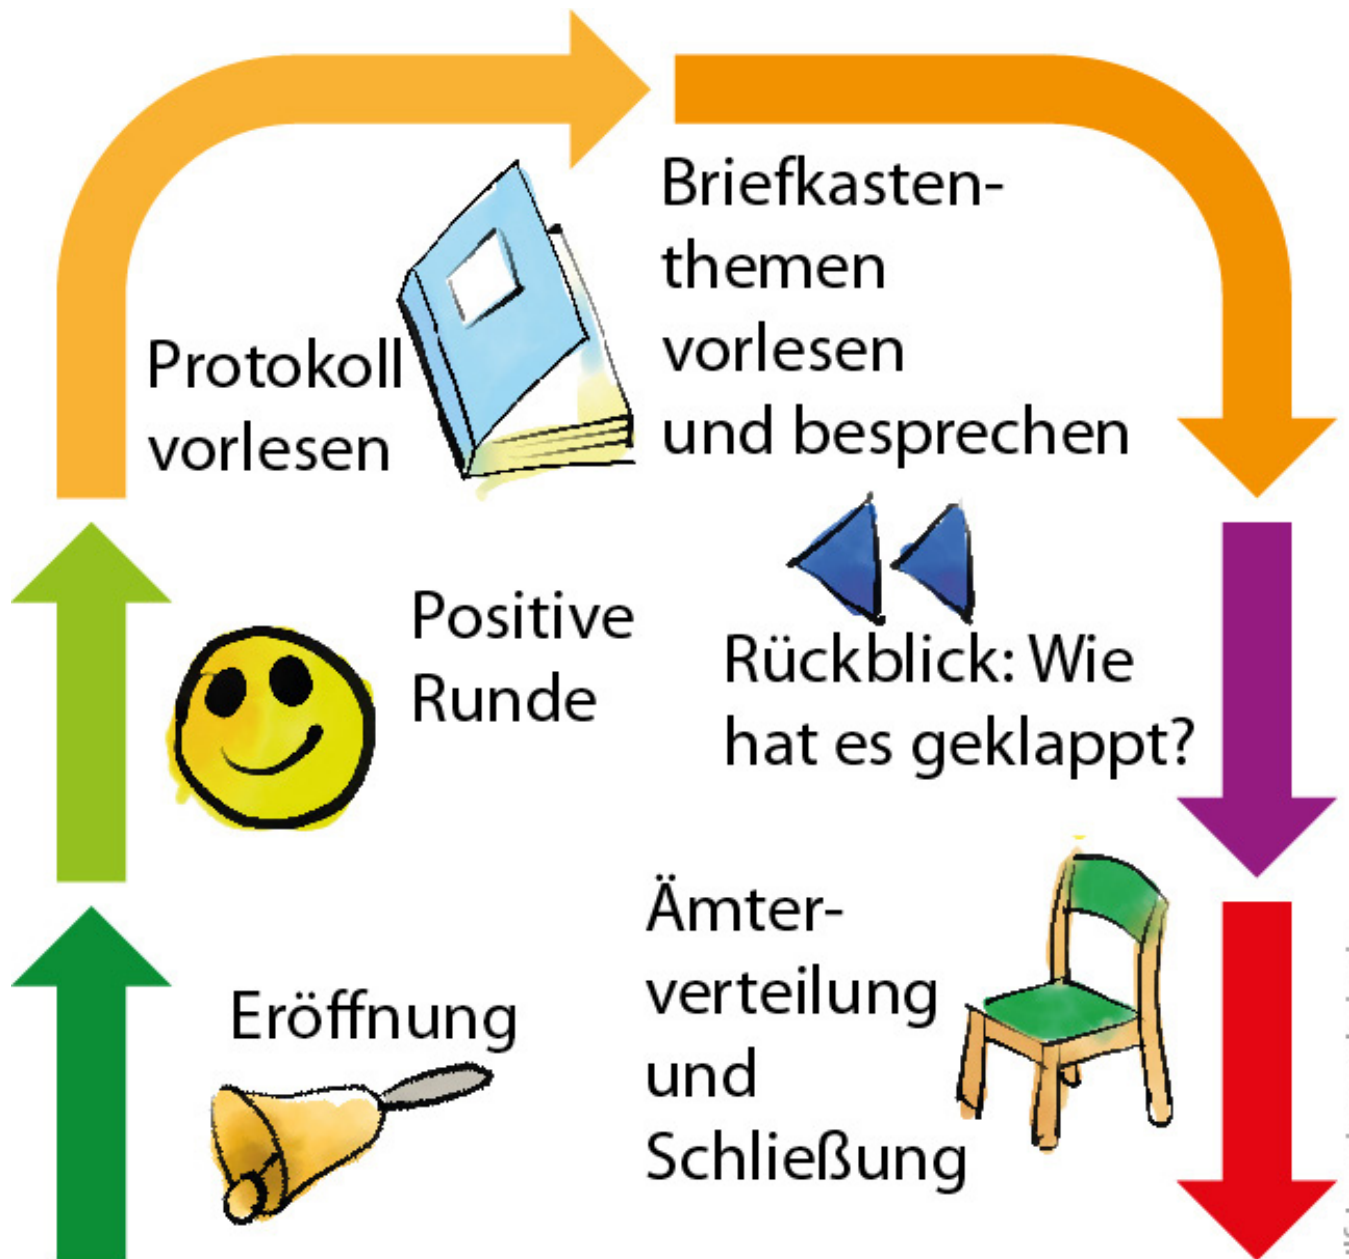 Eröffnung
Positive
Runde
Protokoll
vorlesen
Briefkasten-
themen
vorlesen
und besprechen
Rückblick: Wie
hat es geklappt?
Ämter-
verteilung
und
Schließung